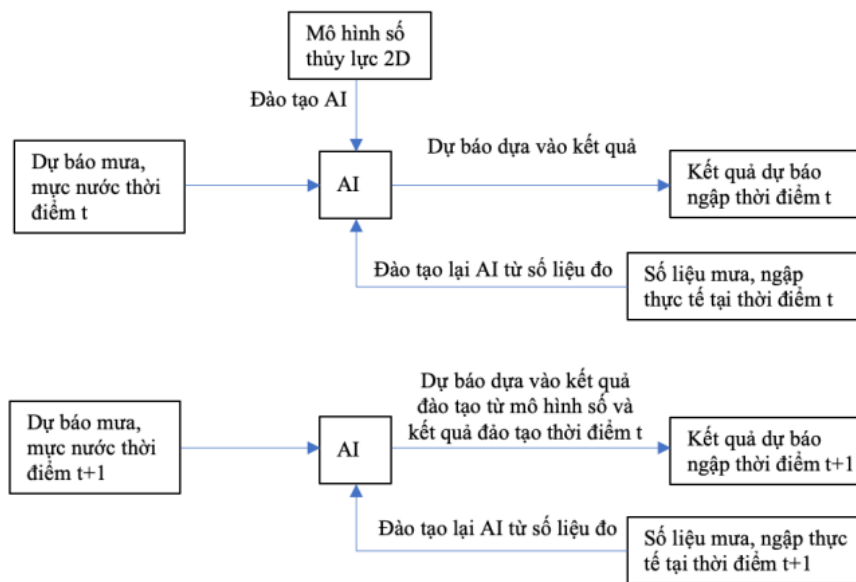 Mô hình số
thủy lực 2D
Đào tạo AI
Dự báo mưa,
mực nước thời
điểm t
AI
Dự báo dựa vào kết quả
Kết quả dự báo
ngập thời điểm t
Đào tạo lại AI từ số liệu đo
Số liệu mưa, ngập
thực tế tại thời điểm t
Dự báo mưa,
mực nước thời
điểm t+1
AI
Dự báo dựa vào kết quả
đào tạo từ mô hình số và
kết quả đảo tạo thời điểm t
Kết quả dự báo
ngập thời điểm t+1
Đào tạo lại AI từ số liệu đo
Số liệu mưa, ngập thực
tế tại thời điểm t+1